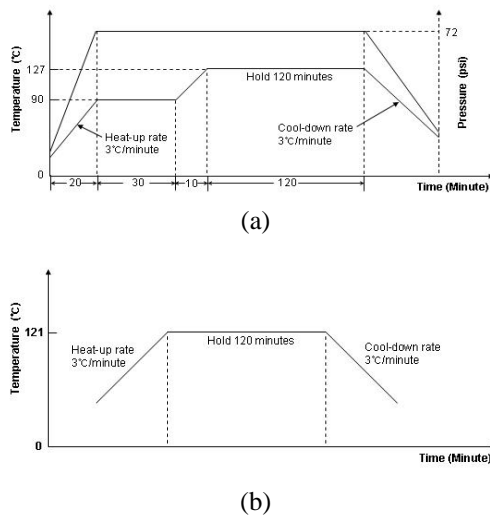 72
127
Hold 120 minutes
90
Heat-up rate
3°C/minute
Cool-down rate
3°C/minute
Temperature (°C)
Pressure (psi)
0
20
30
10
120
Time (Minute)
(a)
121
Hold 120 minutes
Heat-up rate
3°C/minute
Cool-down rate
3°C/minute
Temperature (°C)
0
Time (Minute)
(b)